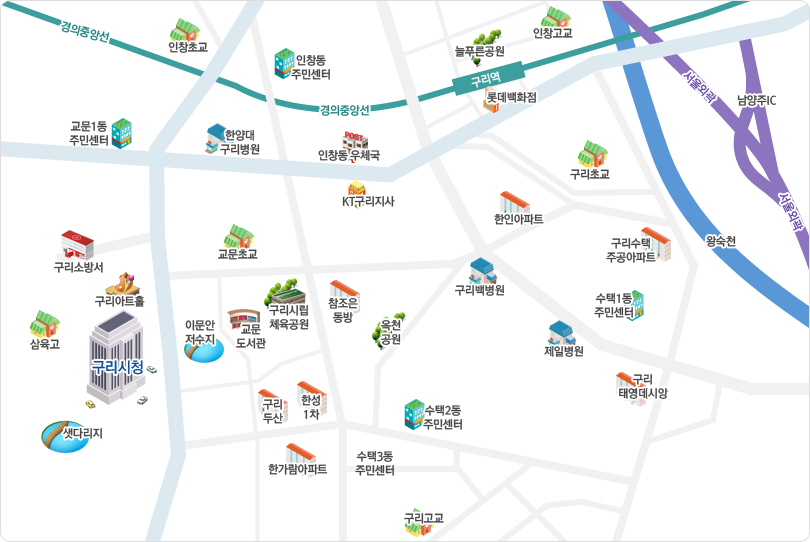 경의중앙선
인창초교
인창동
주민센터
늘푸른공원
인창고교
구리역
롯데백화점
서울외곽
남양주IC
경의중앙선
교문1동
주민센터
한양대
구리병원
POST
인창동 우체국
구리초교
KT구리지사
한인아파트
서울외곽
왕숙천
구리수택
주공아파트
교문초교
구리소방서
구리아트홀
구리백병원
수택1동
주민센터
이문안
저수지
교문
도서관
구리시립
체육공원
참조은
동방
옥천
공원
삼육고
구리시청
제일병원
구리
태영데시앙
구리
두산
한성
1차
수택2동
주민센터
샛다리지
한가람아파트
수택3동
주민센터
구리고교